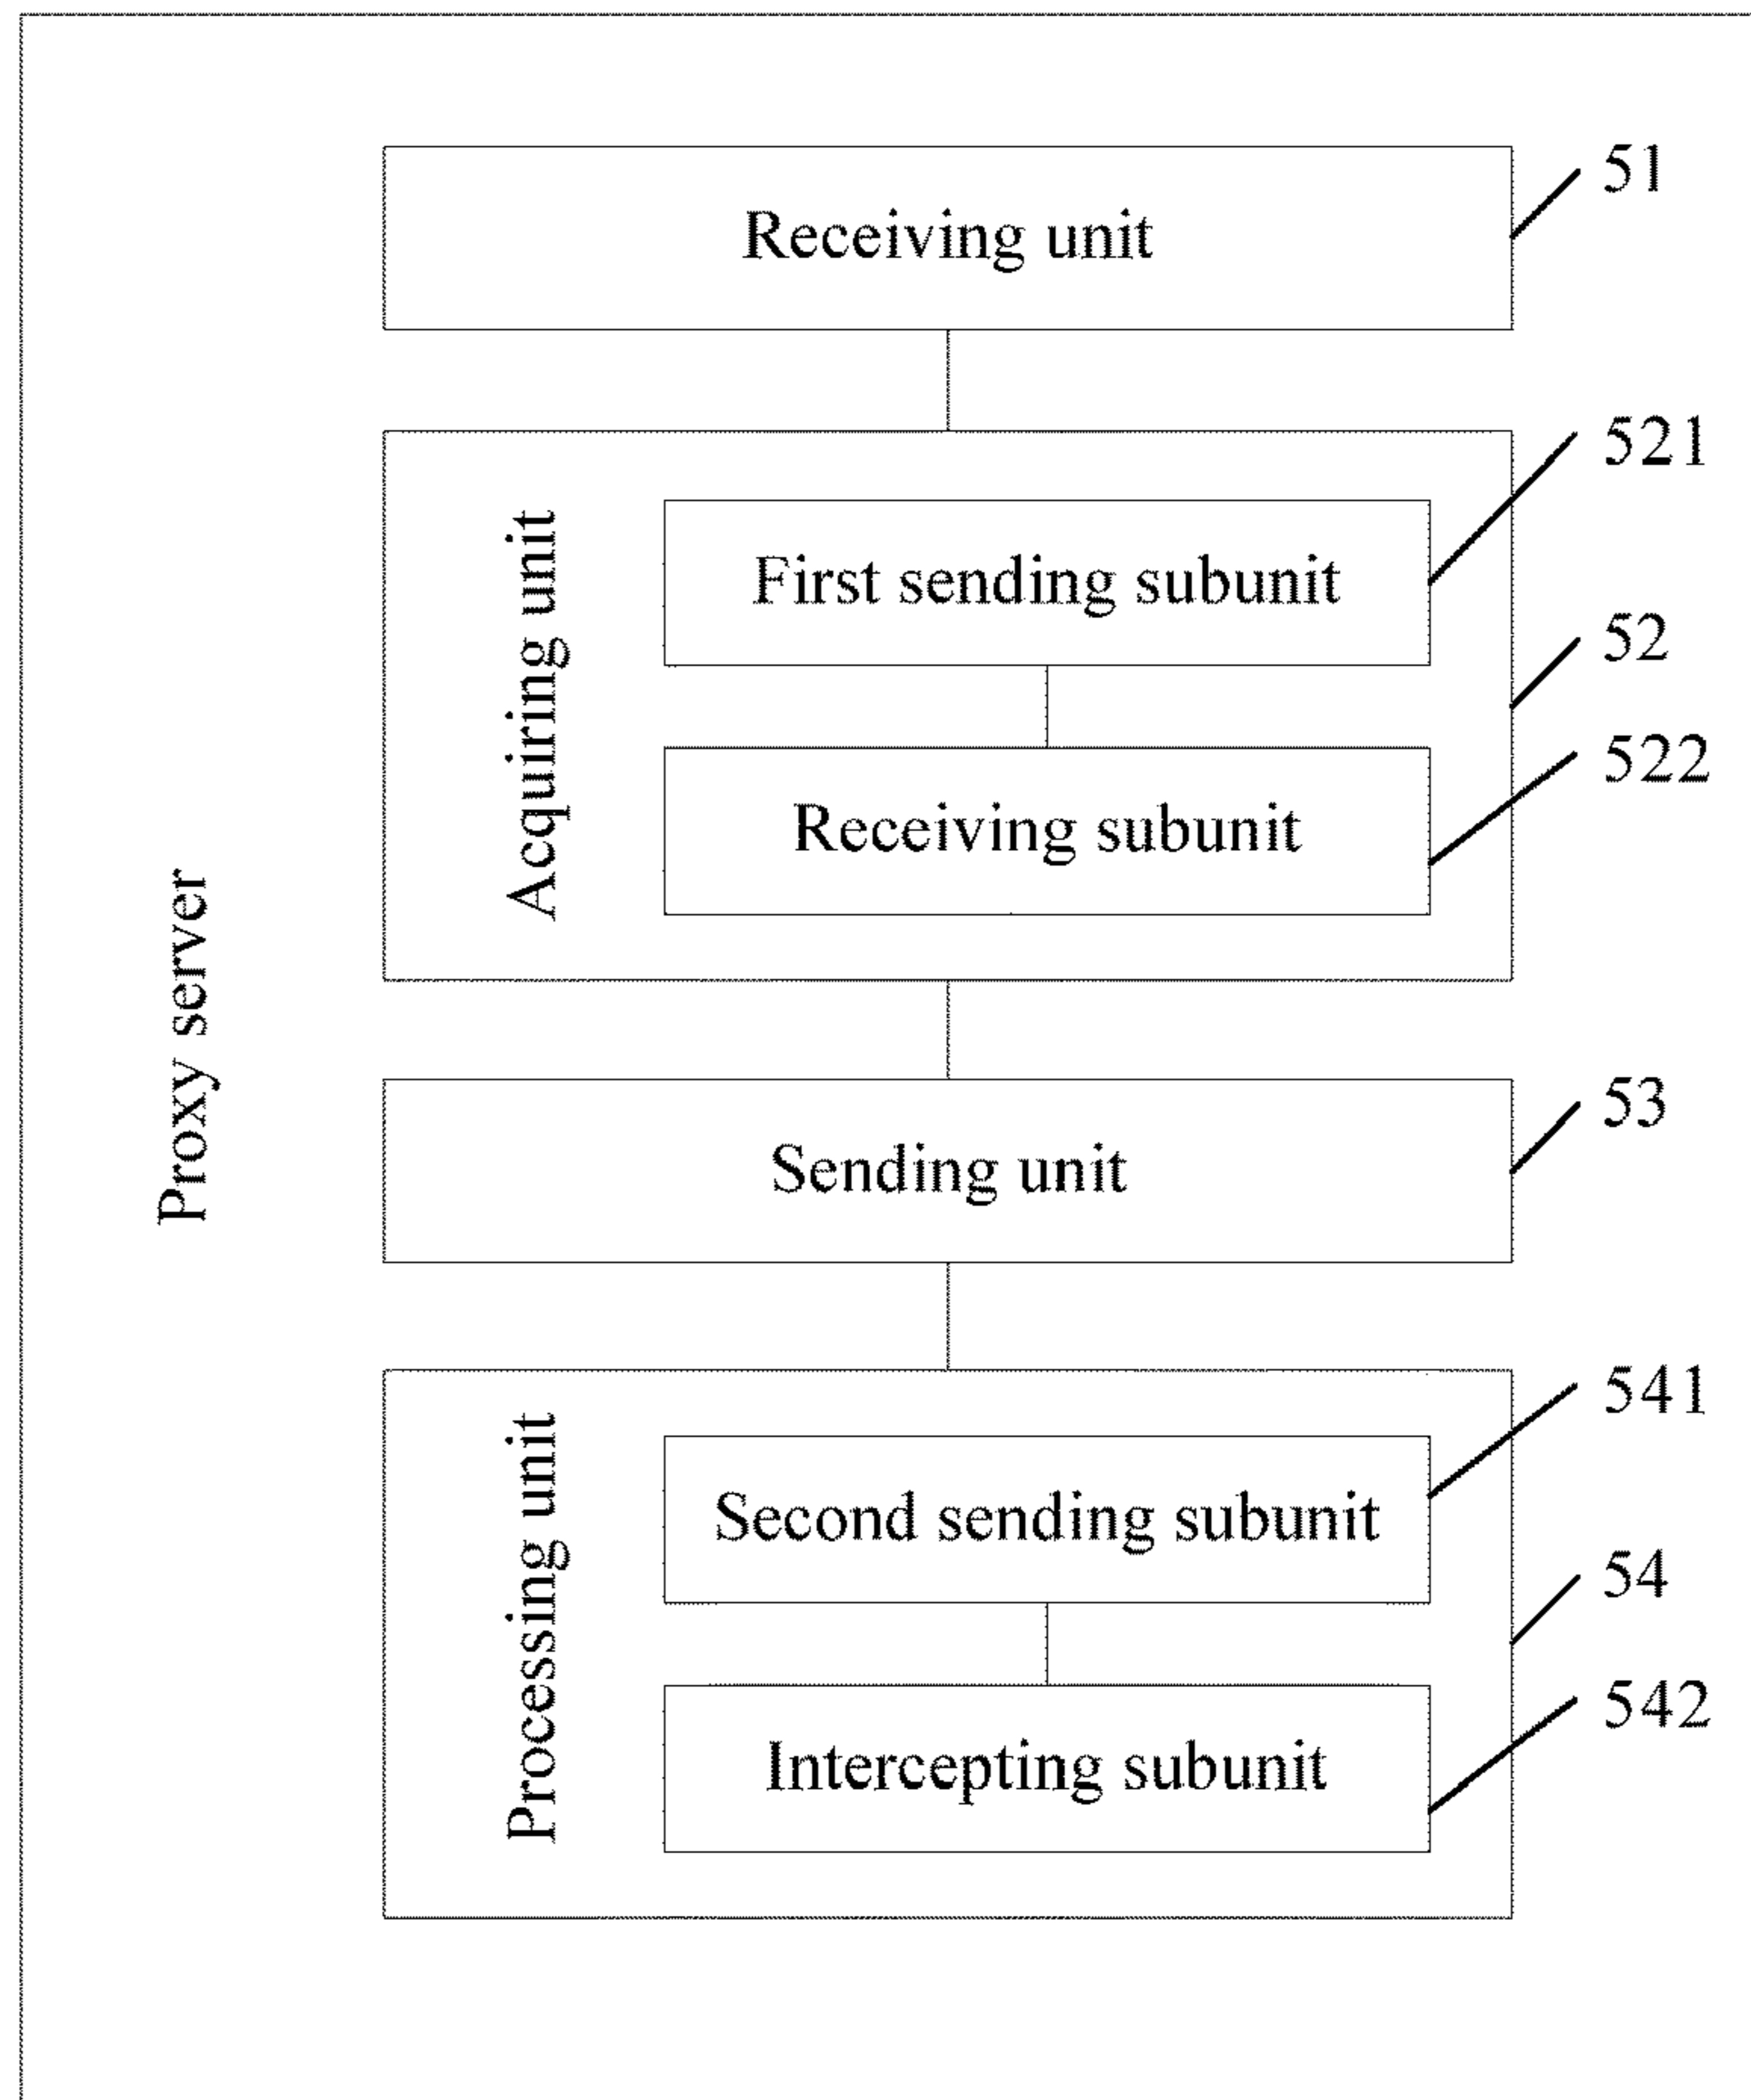 Proxy server
Receiving unit
51
Acquiring unit
First sending subunit
521
52
Receiving subunit
522
Sending unit
53
Processing unit
Second sending subunit
541
54
Intercepting subunit
542